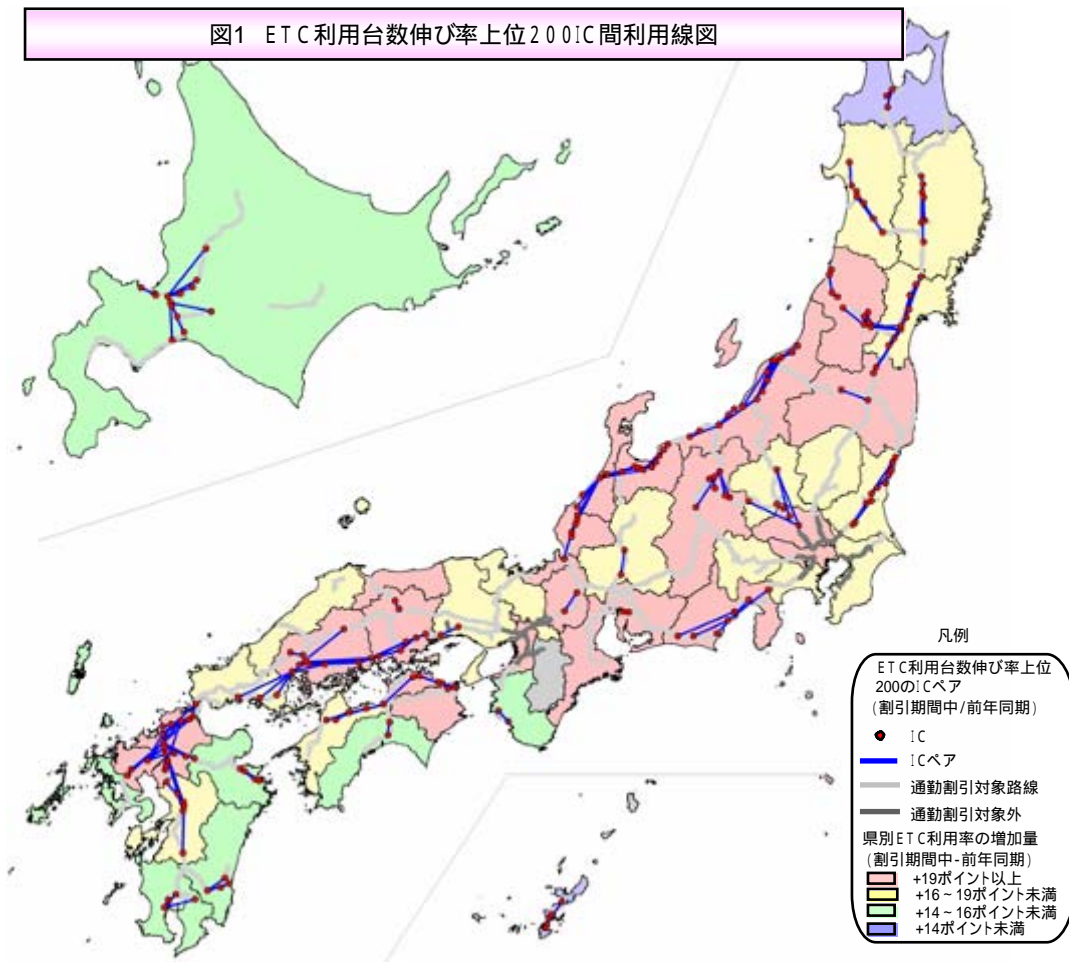 図1 ETC利用台数伸び率上位200IC間利用線図
凡例
ETC利用台数伸び率上位
200のICペア
(割引期間中/前年同期)
IC
ICペア
通勤割引対象路線
通勤割引対象外
県別ETC利用率の増加量
(割引期間中-前年同期)
+19ポイント以上
+16~19ポイント未満
+14~16ポイント未満
+14ポイント未満